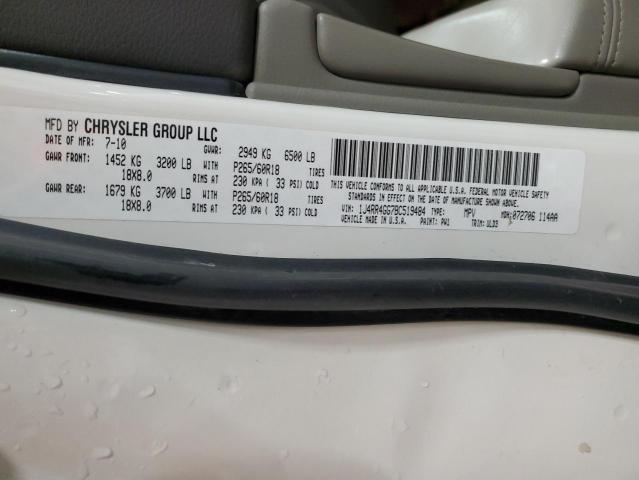 MFD BY CHRYSLER GROUP LLC
DATE OF MFR: 7-10 GVWR: 2949 KG 6500 LB
GAWR FRONT: 1452 KG 3200 LB WITH P265/60R18 TIRES
18X8.0 RIMS AT 230 KPA ( 33 PSI) COLD
GAWR REAR: 1679 KG 3700 LB WITH P265/60R18 TIRES
18X8.0 RIMS AT 230 KPA ( 33 PSI) COLD
THIS VEHICLE CONFORMS TO ALL APPLICABLE U.S.A. FEDERAL MOTOR VEHICLE SAFETY
STANDARDS IN EFFECT ON THE DATE OF MANUFACTURE SHOWN ABOVE.
VIN: 1J4RR4GG7BC519484 TYPE: MPV MDH: 072706 114AA
VEHICLE MADE IN U.S.A. PAINT: PW1 TRIM: ULD3